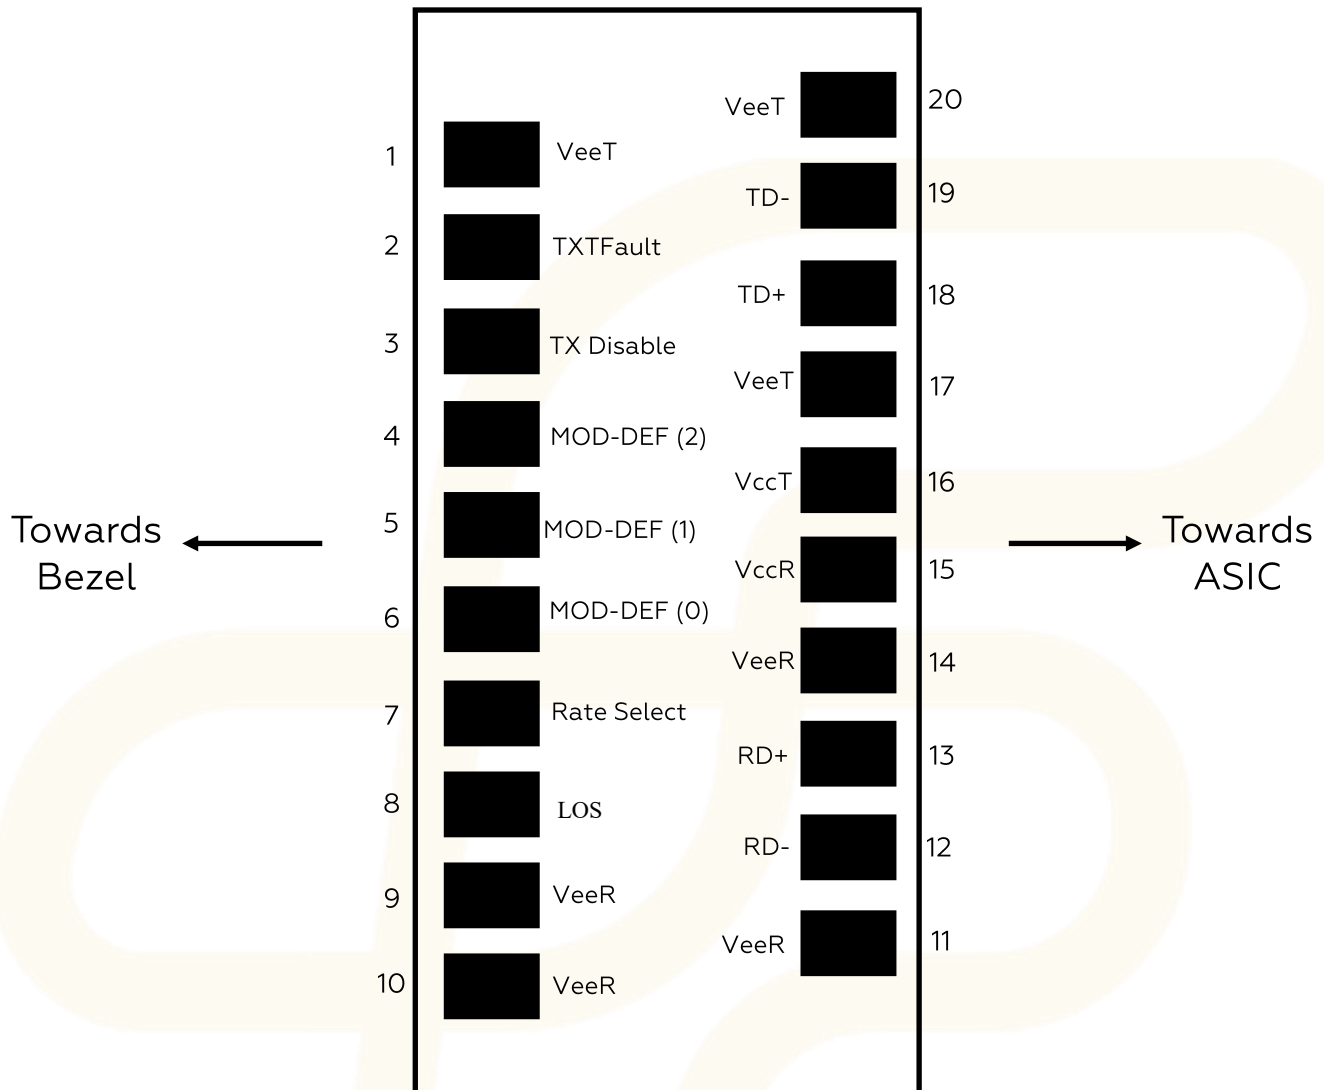 VeeT 20
1 VeeT
TD- 19
2 TXTFault
TD+ 18
3 TX Disable
VeeT 17
4 MOD-DEF (2)
VccT 16
5 MOD-DEF (1)
Towards
Bezel
Towards
ASIC
VccR 15
6 MOD-DEF (0)
VeeR 14
7 Rate Select
RD+ 13
8 LOS
RD- 12
9 VeeR
VeeR 11
10 VeeR